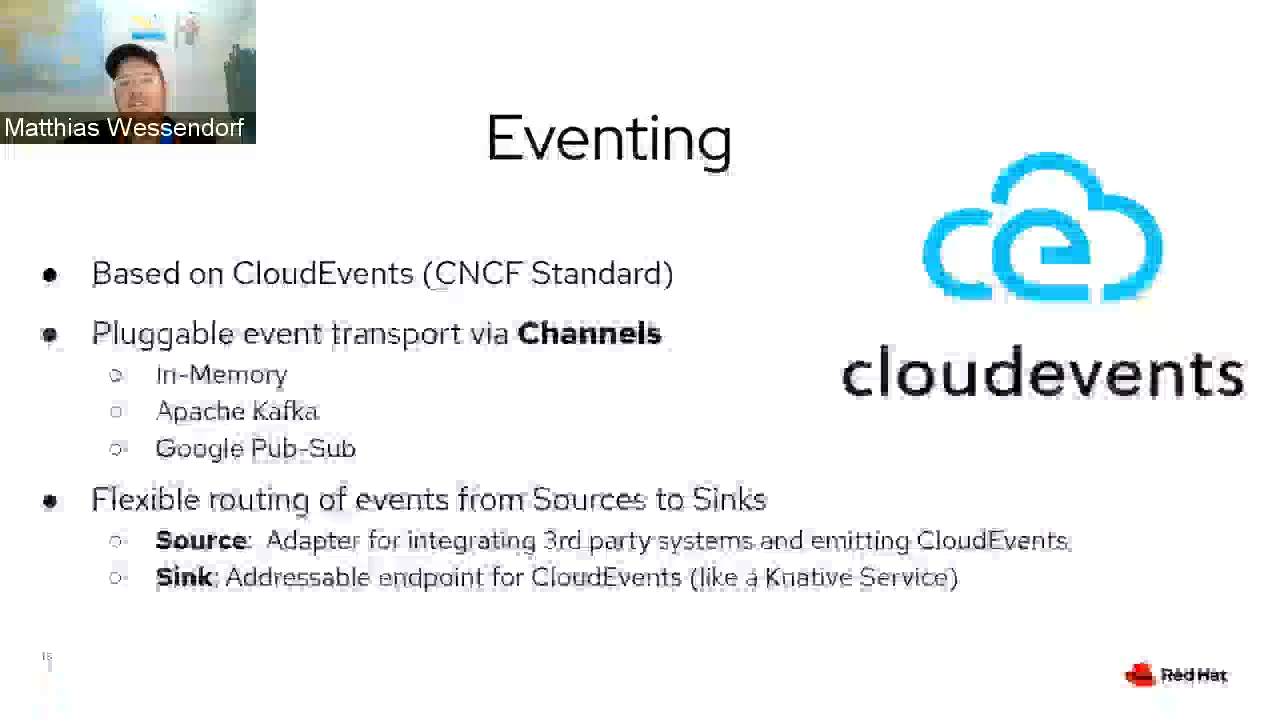 Matthias Wessendorf
Eventing
● Based on CloudEvents (CNCF Standard)
● Pluggable event transport via Channels
○ In-Memory
○ Apache Kafka
○ Google Pub-Sub
cloudevents
● Flexible routing of events from Sources to Sinks
○ Source: Adapter for integrating 3rd party systems and emitting CloudEvents
○ Sink: Addressable endpoint for CloudEvents (like a Knative Service)
Red Hat